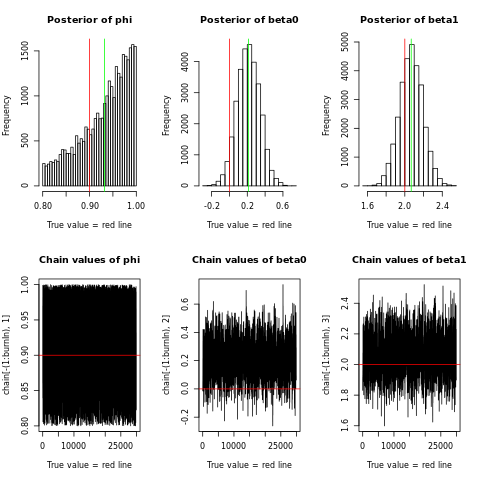 Posterior of phi
Posterior of beta0
Posterior of beta1
Frequency
0 500 1000 1500
0.80 0.90 1.00
True value = red line
Frequency
0 1000 2000 3000 4000
-0.2 0.2 0.6
True value = red line
Frequency
0 1000 2000 3000 4000 5000
1.6 2.0 2.4
True value = red line
Chain values of phi
Chain values of beta0
Chain values of beta1
chain[-(1:burnIn), 1]
0.80 0.85 0.90 0.95 1.00
0 10000 25000
True value = red line
chain[-(1:burnIn), 2]
-0.2 0.0 0.2 0.4 0.6
0 10000 25000
True value = red line
chain[-(1:burnIn), 3]
1.6 1.8 2.0 2.2 2.4
0 10000 25000
True value = red line